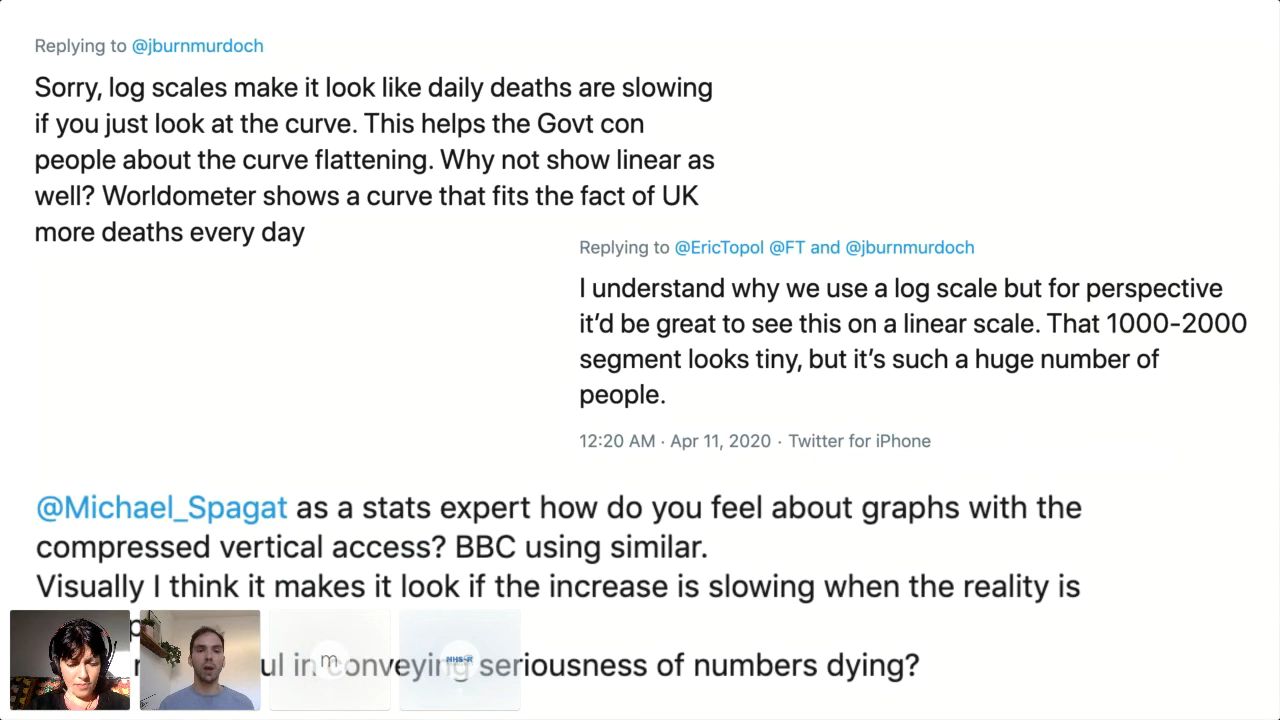 Replying to @jburnmurdoch
Sorry, log scales make it look like daily deaths are slowing
if you just look at the curve. This helps the Govt con
people about the curve flattening. Why not show linear as
well? Worldometer shows a curve that fits the fact of UK
more deaths every day
Replying to @EricTopol @FT and @jburnmurdoch
I understand why we use a log scale but for perspective
it’d be great to see this on a linear scale. That 1000-2000
segment looks tiny, but it’s such a huge number of
people.
12:20 AM · Apr 11, 2020 · Twitter for iPhone
@Michael_Spagat as a stats expert how do you feel about graphs with the
compressed vertical access? BBC using similar.
Visually I think it makes it look if the increase is slowing when the reality is
in conveying seriousness of numbers dying?
m
NHS-R